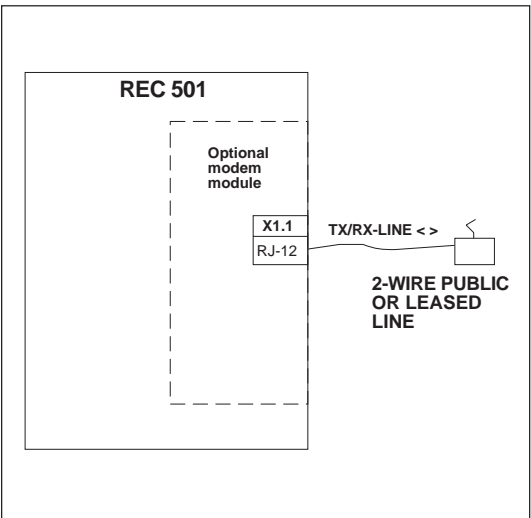 REC 501
Optional
modem
module
X1.1
RJ-12
TX/RX-LINE < >
2-WIRE PUBLIC
OR LEASED
LINE